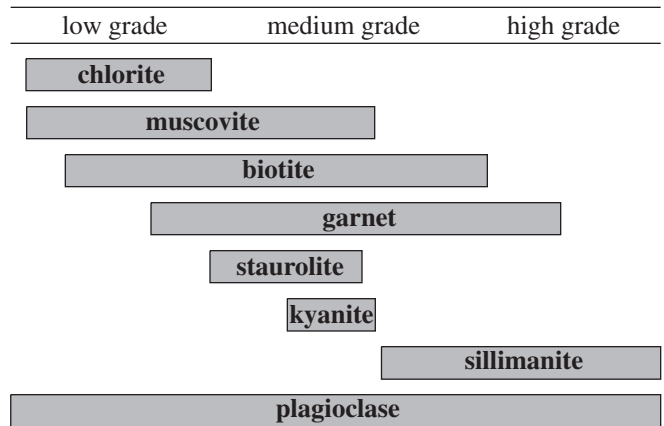 low grade medium grade high grade
chlorite
muscovite
biotite
garnet
staurolite
kyanite
sillimanite
plagioclase